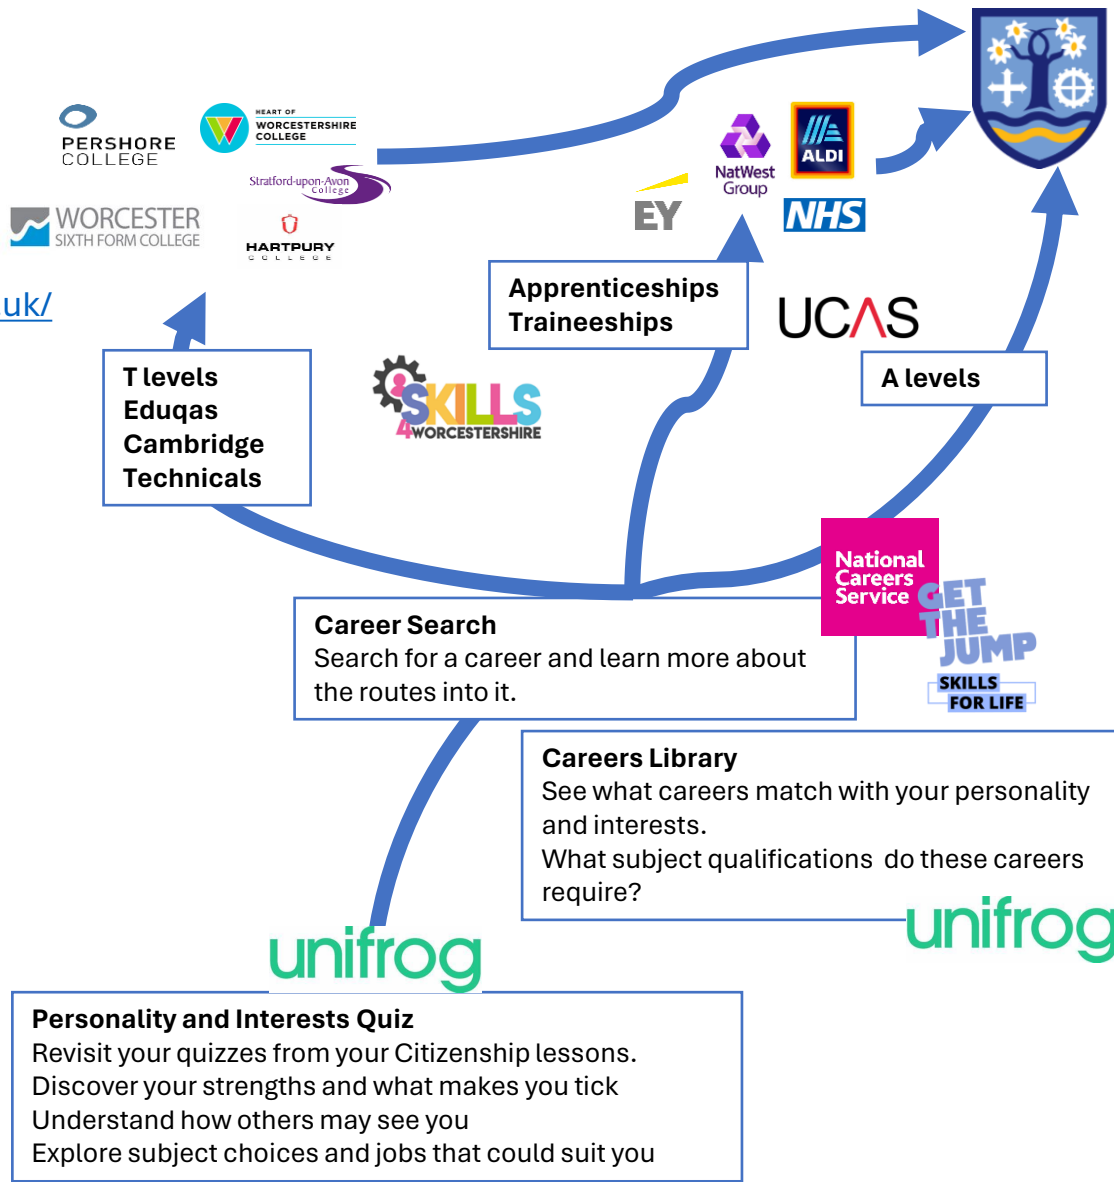 PERSHORE
COLLEGE
HEART OF
WORCESTERSHIRE
COLLEGE
Stratford-upon-Avon
College
WORCESTER
SIXTH FORM COLLEGE
HARTPURY
COLLEGE
.uk/
EY
NatWest
Group
ALDI
NHS
Apprenticeships
Traineeships
UCAS
A levels
T levels
Eduqas
Cambridge
Technicals
SKILLS
4WORCESTERSHIRE
National
Careers
Service
GET
THE
JUMP
SKILLS
FOR LIFE
Career Search
Search for a career and learn more about
the routes into it.
Careers Library
See what careers match with your personality
and interests.
What subject qualifications  do these careers
require?
unifrog
unifrog
Personality and Interests Quiz
Revisit your quizzes from your Citizenship lessons.
Discover your strengths and what makes you tick
Understand how others may see you
Explore subject choices and jobs that could suit you